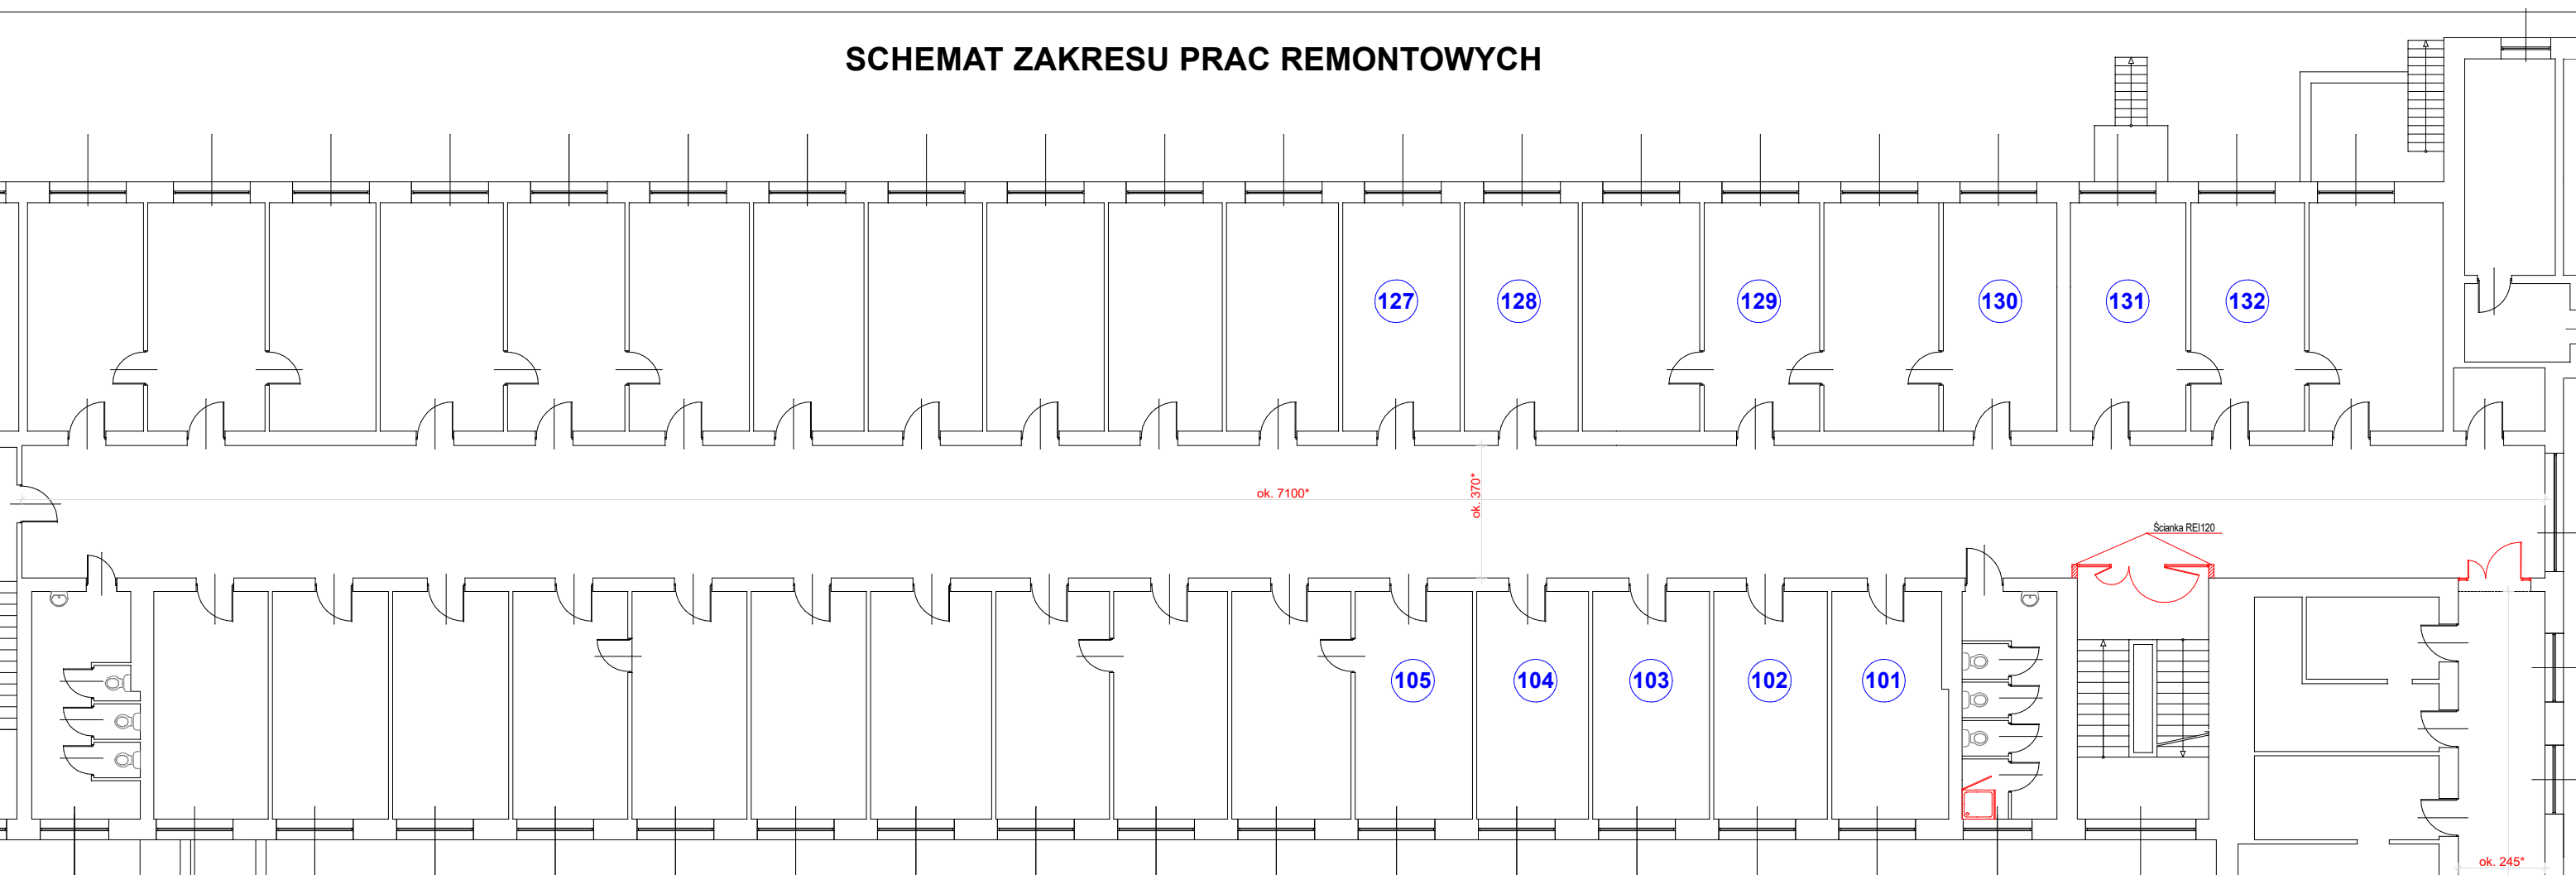 SCHEMAT ZAKRESU PRAC REMONTOWYCH
127
128
129
130
131
132
ok. 7100*
ok. 370*
Ścianka REI120
105
104
103
102
101
ok. 245*